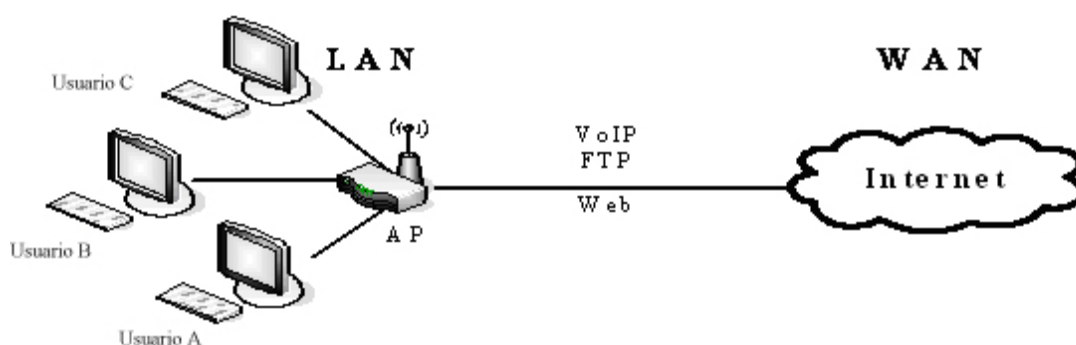 LAN
WAN
Usuario C
VoIP
FTP
Internet
Web
AP
Usuario B
Usuario A